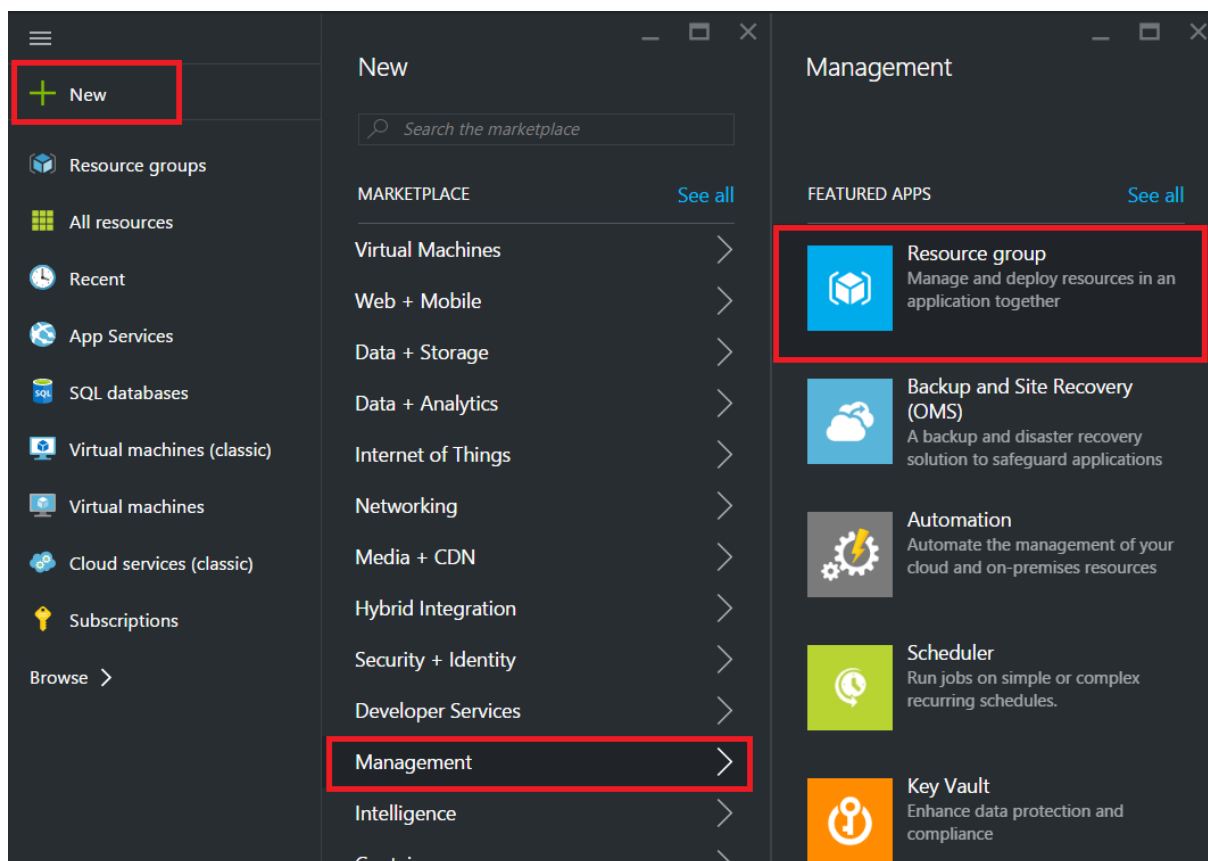 New
Resource groups
All resources
Recent
App Services
SQL
SQL databases
Virtual machines (classic)
Virtual machines
Cloud services (classic)
Subscriptions
Browse
New
Search the marketplace
MARKETPLACE See all
Virtual Machines
Web + Mobile
Data + Storage
Data + Analytics
Internet of Things
Networking
Media + CDN
Hybrid Integration
Security + Identity
Developer Services
Management
Intelligence
Management
FEATURED APPS See all
Resource group
Manage and deploy resources in an
application together
Backup and Site Recovery
(OMS)
A backup and disaster recovery
solution to safeguard applications
Automation
Automate the management of your
cloud and on-premises resources
Scheduler
Run jobs on simple or complex
recurring schedules.
Key Vault
Enhance data protection and
compliance